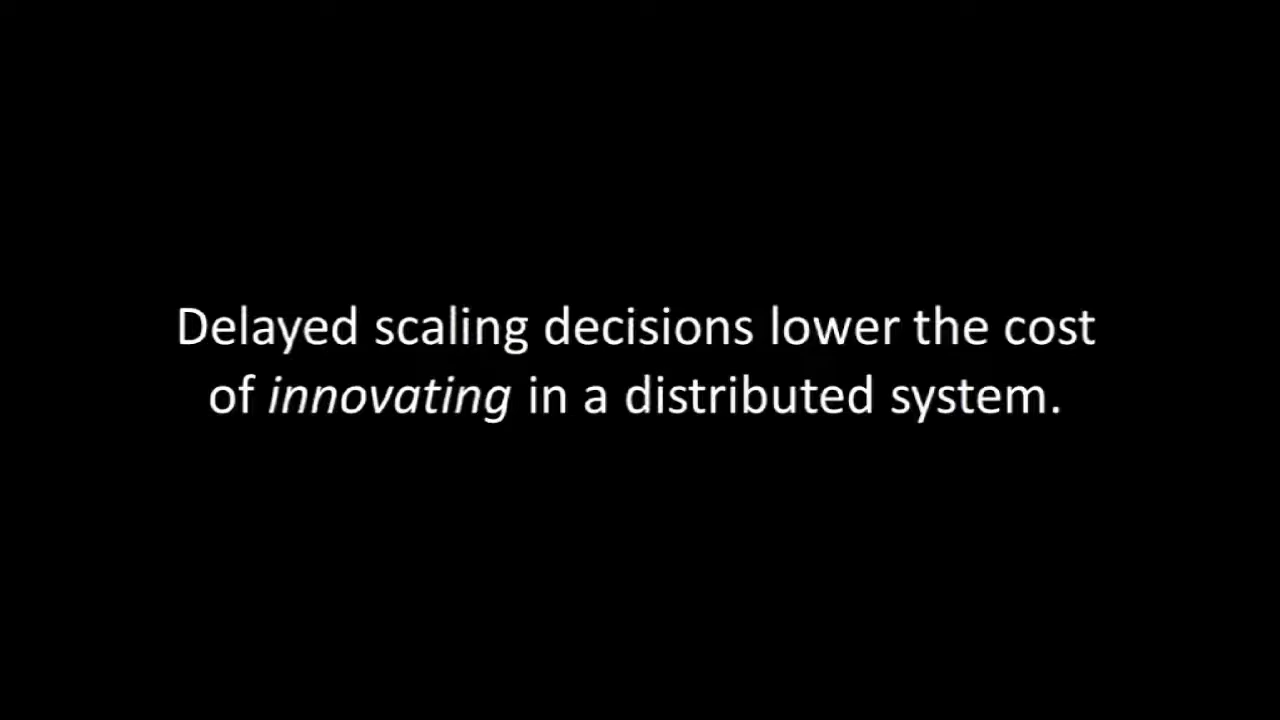 Delayed scaling decisions lower the cost
of innovating in a distributed system.